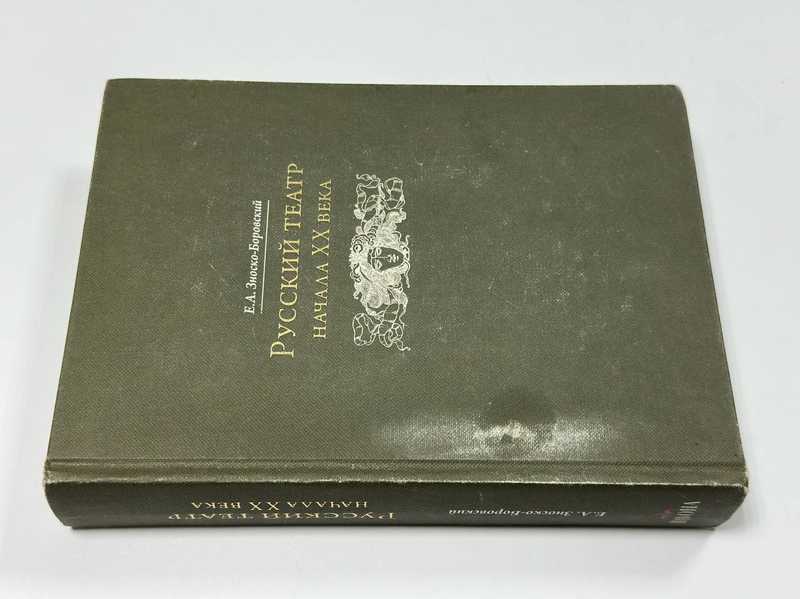 Е.А. Зноско-Боровский
Русский театр
начала XX века
Русский театр
начала XX века
Е.А. Зноско-Боровский